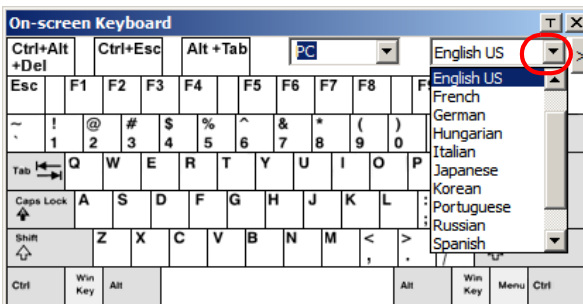 On-screen Keyboard T X
Ctrl+Alt +Del Ctrl+Esc Alt +Tab PC English US >
Esc F1 F2 F3 F4 F5 F6 F7 F8
English US
French
German
Hungarian
Italian
Japanese
Korean
Portuguese
Russian
Spanish
~ ` ! 1 @ 2 # 3 $ 4 % 5 ^ 6 & 7 * 8 ( 9 ) 0
Tab Q W E R T Y U I O P
Caps Lock A S D F G H J K L : ;
Shift Z X C V B N M < , > . /
Ctrl Win Key Alt Alt Win Key Menu Ctrl